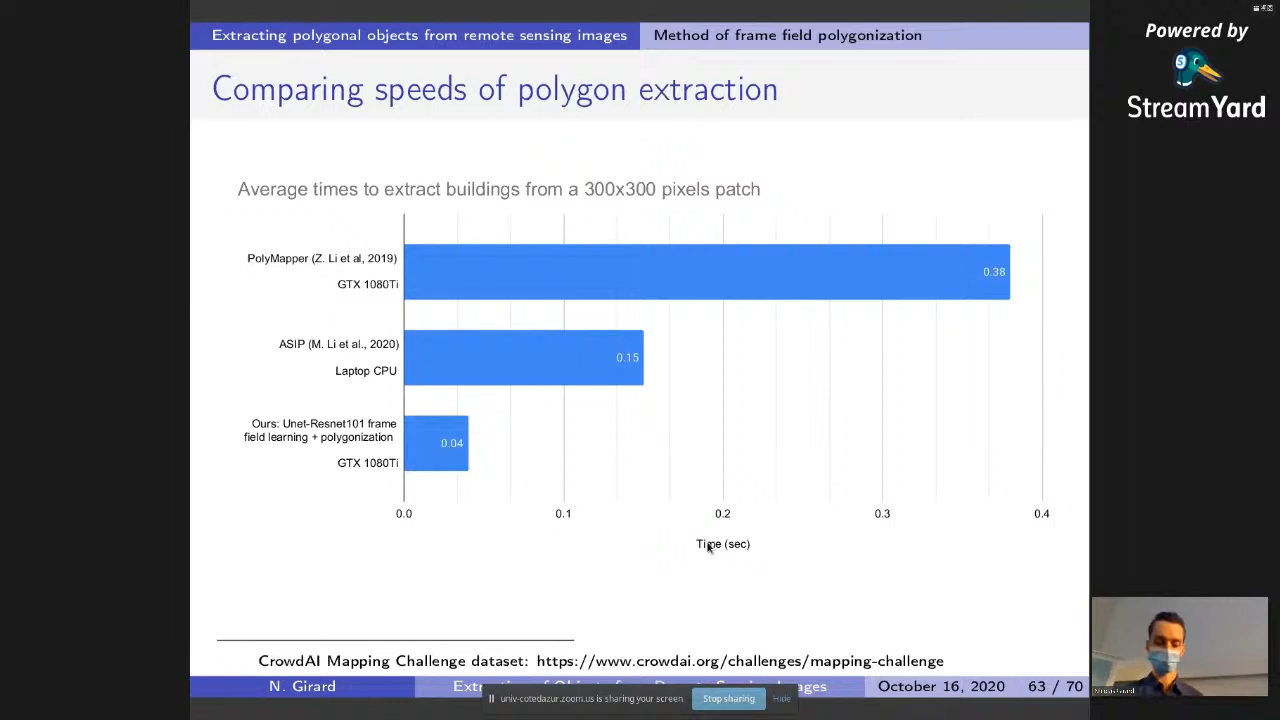 Extracting polygonal objects from remote sensing images
Method of frame field polygonization
Powered by
StreamYard
Comparing speeds of polygon extraction
Average times to extract buildings from a 300x300 pixels patch
PolyMapper (Z. Li et al, 2019)
GTX 1080Ti
0.38
ASIP (M. Li et al., 2020)
Laptop CPU
0.15
Ours: Unet-Resnet101 frame
field learning + polygonization
GTX 1080Ti
0.04
0.0
0.1
0.2
0.3
0.4
Time (sec)
CrowdAI Mapping Challenge dataset: https://www.crowdai.org/challenges/mapping-challenge
N. Girard
October 16, 2020
63 / 70
univ-cotedazur.zoom.us is sharing your screen.
Stop sharing
Hide